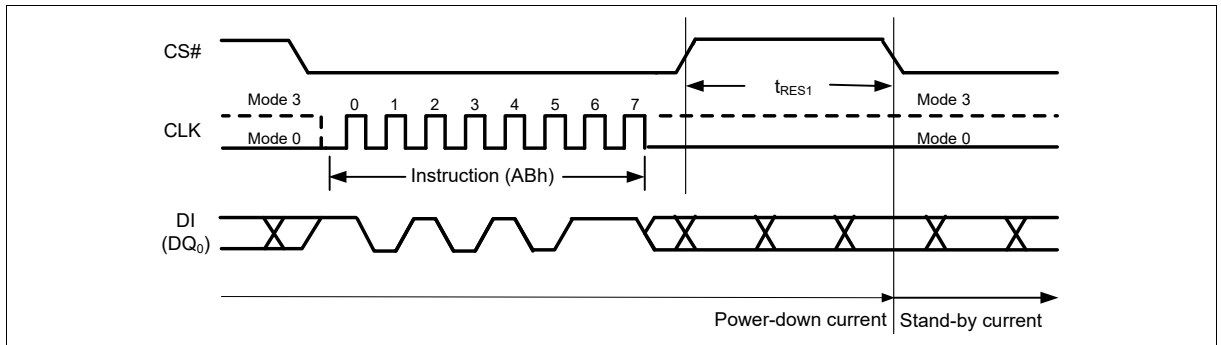 CS#
tRES1
Mode 3
0 1 2 3 4 5 6 7
Mode 3
CLK
Mode 0
Mode 0
Instruction (ABh)
DI
(DQ0)
Power-down current
Stand-by current